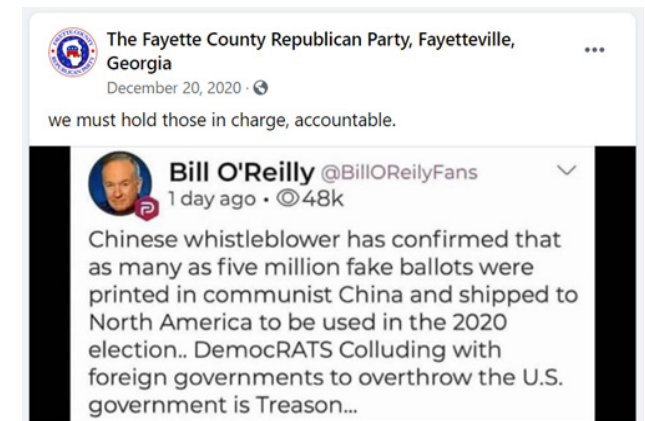 The Fayette County Republican Party, Fayetteville,
Georgia
December 20, 2020 ·
we must hold those in charge, accountable.
Bill O'Reilly @BillOReilyFans
1 day ago • 48k
Chinese whistleblower has confirmed that
as many as five million fake ballots were
printed in communist China and shipped to
North America to be used in the 2020
election.. DemocRATS Colluding with
foreign governments to overthrow the U.S.
government is Treason...